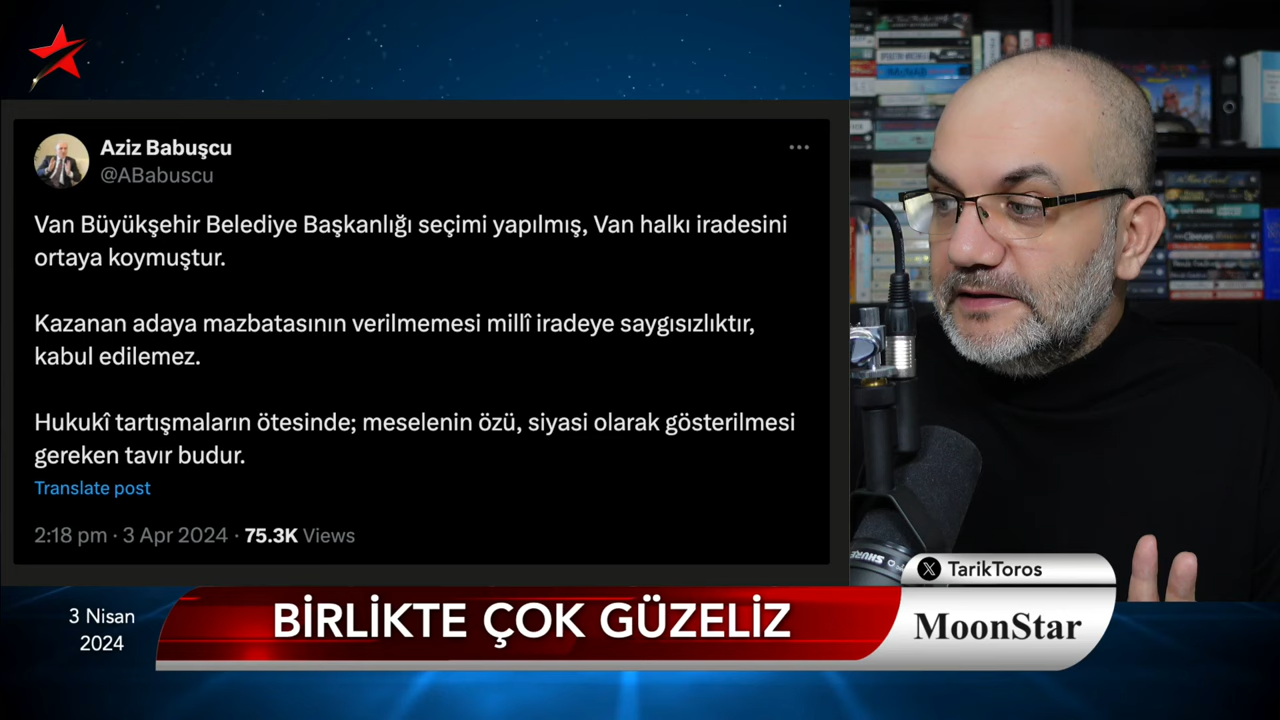 Aziz Babuşcu
@ABabuscu
Van Büyükşehir Belediye Başkanlığı seçimi yapılmış, Van halkı iradesini
ortaya koymuştur.
Kazanan adaya mazbatasının verilmemesi millî iradeye saygısızlıktır,
kabul edilemez.
Hukukî tartışmaların ötesinde; meselenin özü, siyasi olarak gösterilmesi
gereken tavır budur.
Translate post
2:18 pm · 3 Apr 2024 · 75.3K Views
SHURE
TarikToros
3 Nisan
2024
BİRLİKTE ÇOK GÜZELİZ
MoonStar